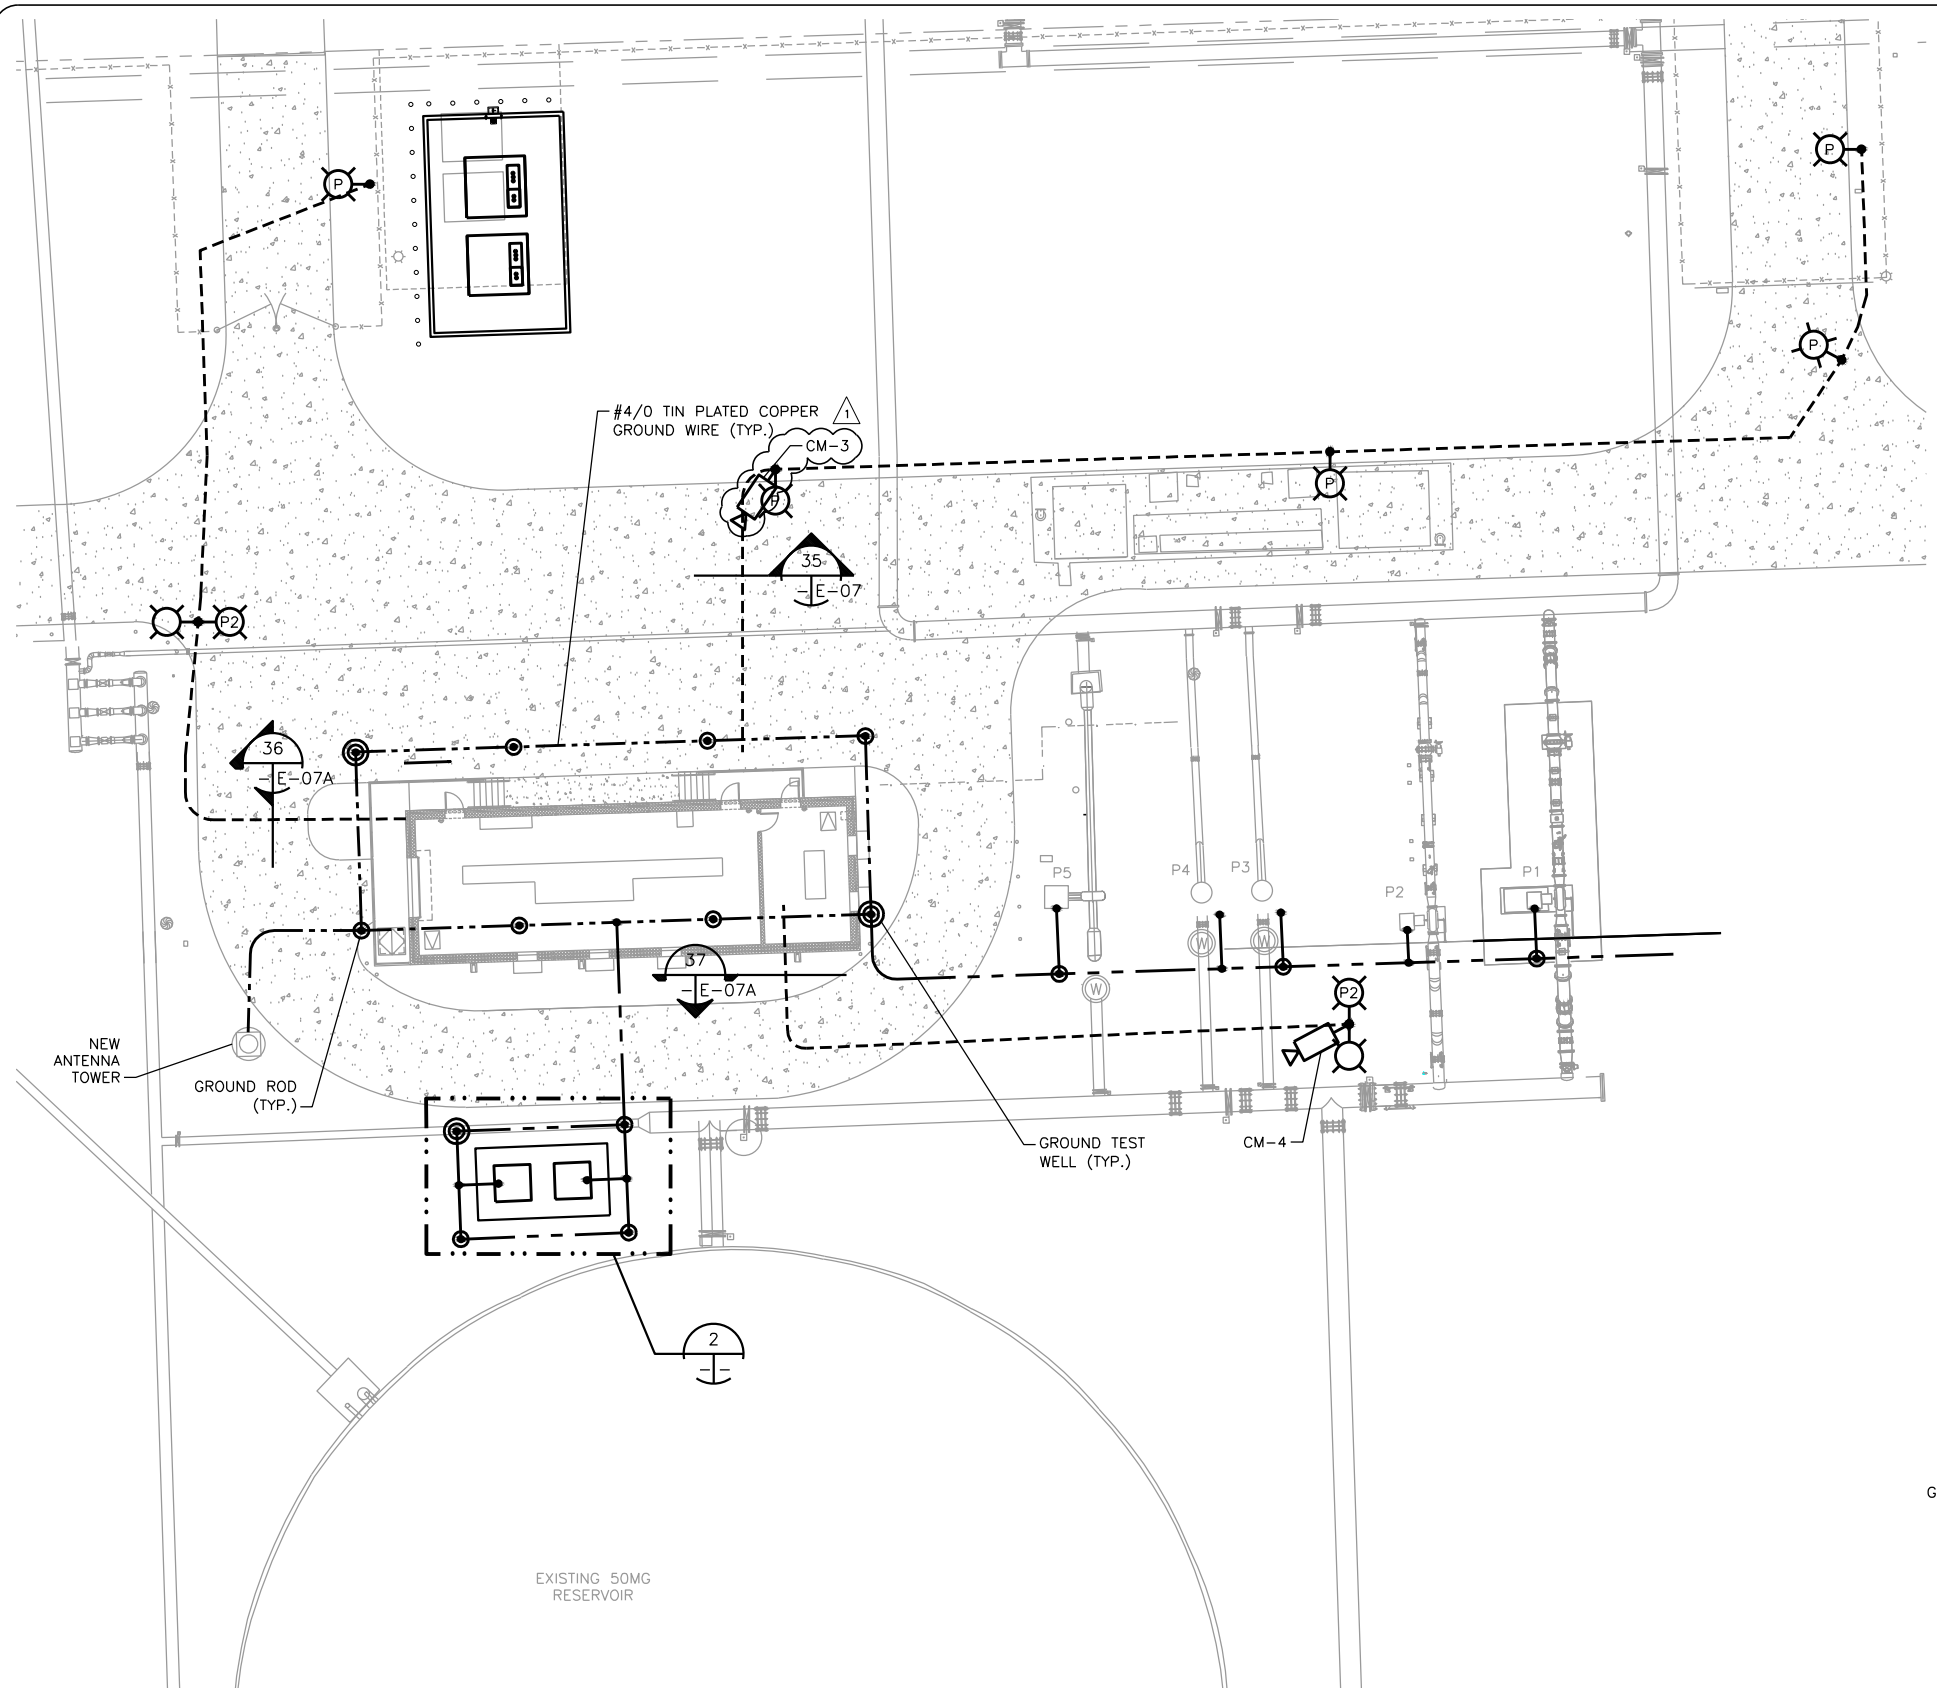 P
P
P
#4/0 TIN PLATED COPPER
GROUND WIRE (TYP.)
1
CM-3
P
P
35
- E-07
P2
36
- E-07A
P5
P4
P3
P2
P1
W
W
W
37
- E-07A
P2
NEW
ANTENNA
TOWER
GROUND ROD
(TYP.)
GROUND TEST
WELL (TYP.)
CM-4
2
--
G
EXISTING 50MG
RESERVOIR